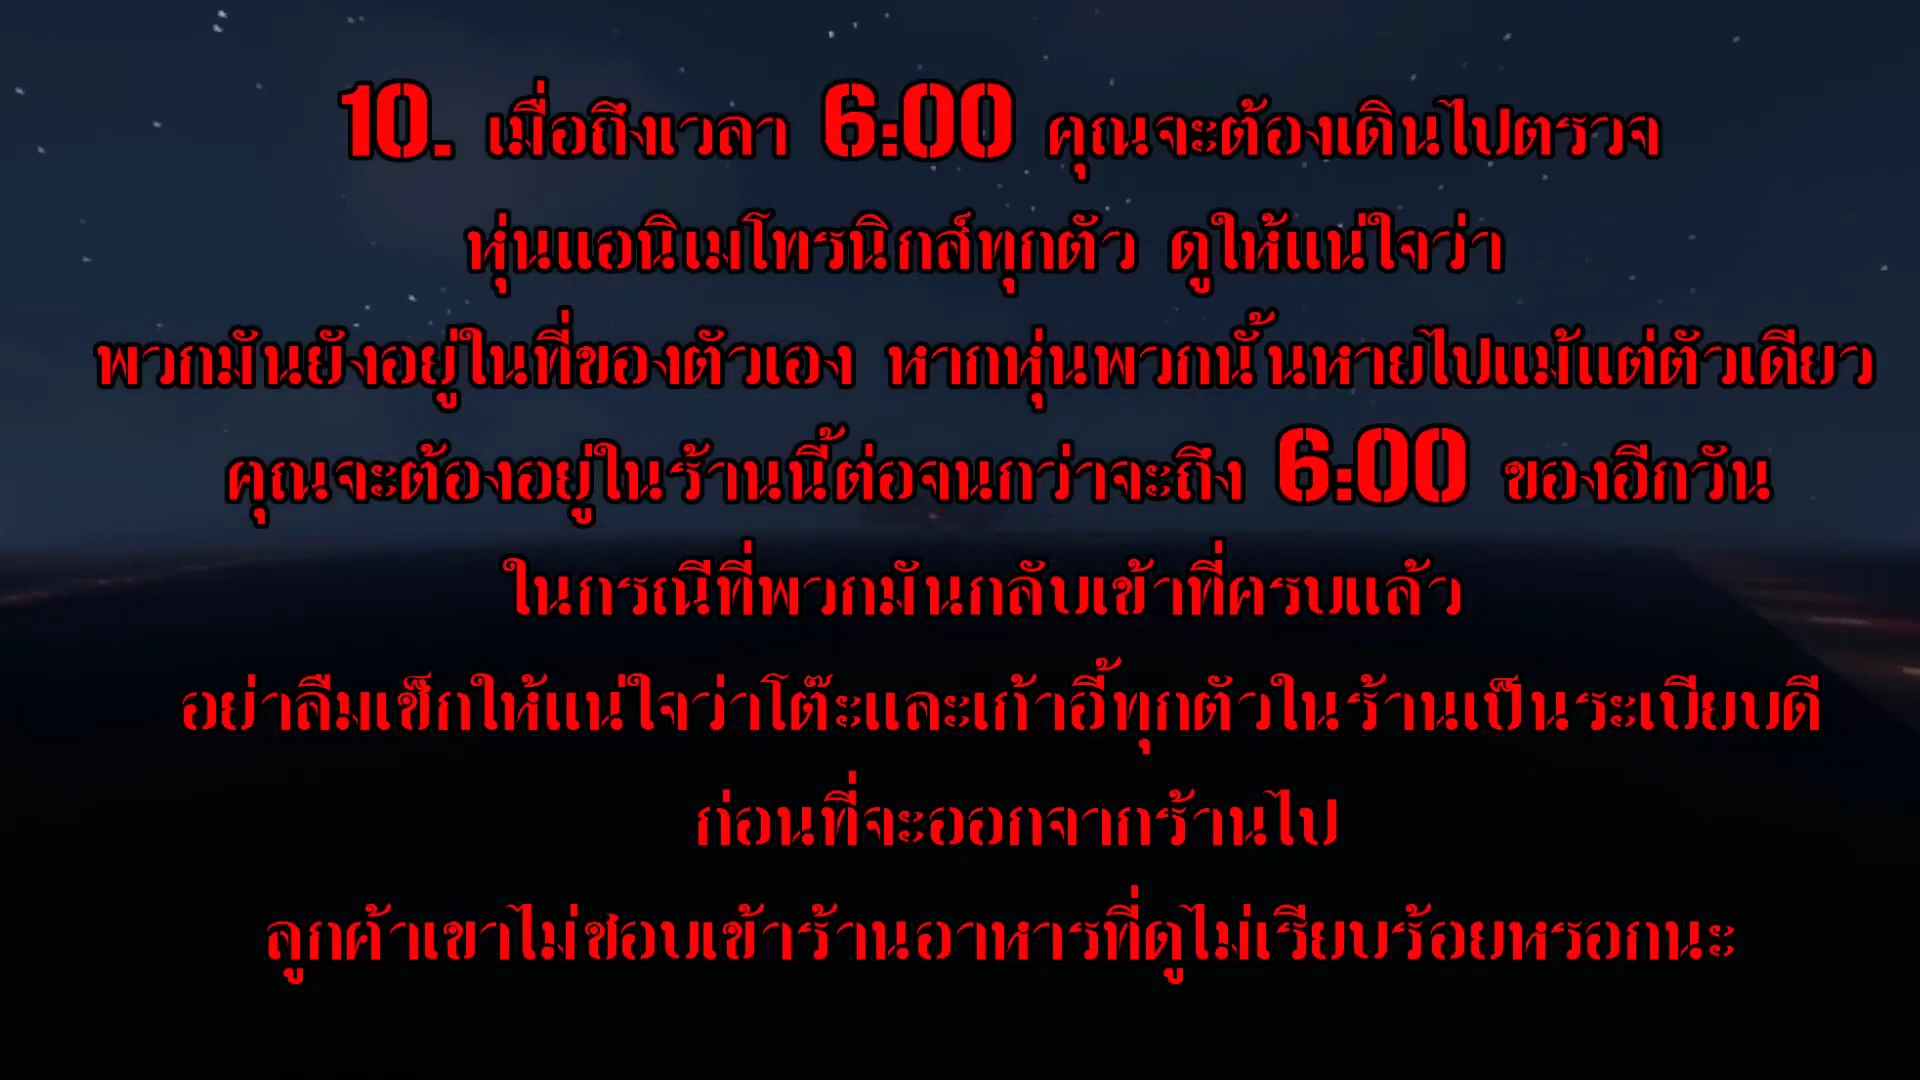 10. เมื่อถึงเวลา 6:00 คุณจะต้องเดินไปตรวจ
หุ่นแอนิเมโทรนิกส์ทุกตัว ดูให้แน่ใจว่า
พวกมันยังอยู่ในที่ของตัวเอง หากหุ่นพวกนั้นหายไปแม้แต่ตัวเดียว
คุณจะต้องอยู่ในร้านนี้ต่อจนกว่าจะถึง 6:00 ของอีกวัน
ในกรณีที่พวกมันกลับเข้าที่ครบแล้ว
อย่าลืมเช็กให้แน่ใจว่าโต๊ะและเก้าอี้ทุกตัวในร้านเป็นระเบียบดี
ก่อนที่จะออกจากร้านไป
ลูกค้าเขาไม่ชอบเข้าร้านอาหารที่ดูไม่เรียบร้อยหรอกนะ